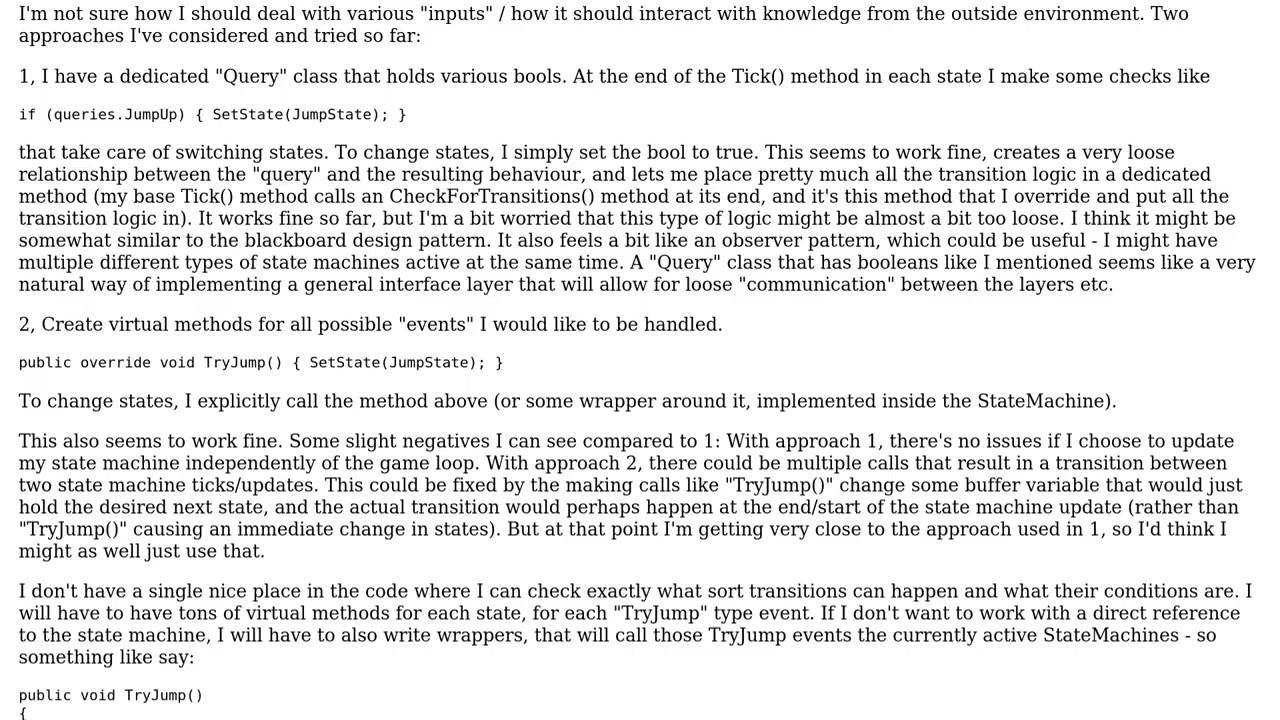 I'm not sure how I should deal with various "inputs" / how it should interact with knowledge from the outside environment. Two
approaches I've considered and tried so far:
1, I have a dedicated "Query" class that holds various bools. At the end of the Tick() method in each state I make some checks like
if (queries.JumpUp) { SetState(JumpState); }
that take care of switching states. To change states, I simply set the bool to true. This seems to work fine, creates a very loose
relationship between the "query" and the resulting behaviour, and lets me place pretty much all the transition logic in a dedicated
method (my base Tick() method calls an CheckForTransitions() method at its end, and it's this method that I override and put all the
transition logic in). It works fine so far, but I'm a bit worried that this type of logic might be almost a bit too loose. I think it might be
somewhat similar to the blackboard design pattern. It also feels a bit like an observer pattern, which could be useful - I might have
multiple different types of state machines active at the same time. A "Query" class that has booleans like I mentioned seems like a very
natural way of implementing a general interface layer that will allow for loose "communication" between the layers etc.
2, Create virtual methods for all possible "events" I would like to be handled.
public override void TryJump() { SetState(JumpState); }
To change states, I explicitly call the method above (or some wrapper around it, implemented inside the StateMachine).
This also seems to work fine. Some slight negatives I can see compared to 1: With approach 1, there's no issues if I choose to update
my state machine independently of the game loop. With approach 2, there could be multiple calls that result in a transition between
two state machine ticks/updates. This could be fixed by the making calls like "TryJump()" change some buffer variable that would just
hold the desired next state, and the actual transition would perhaps happen at the end/start of the state machine update (rather than
"TryJump()" causing an immediate change in states). But at that point I'm getting very close to the approach used in 1, so I'd think I
might as well just use that.
I don't have a single nice place in the code where I can check exactly what sort transitions can happen and what their conditions are. I
will have to have tons of virtual methods for each state, for each "TryJump" type event. If I don't want to work with a direct reference
to the state machine, I will have to also write wrappers, that will call those TryJump events the currently active StateMachines - so
something like say:
public void TryJump()
{